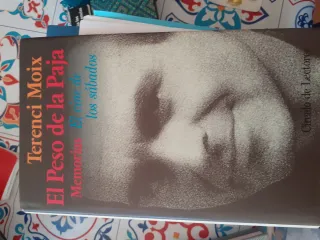 Terenci Moix
El Peso de la Paja
Memorias El cine de
los sábados
Círculo de Lectores